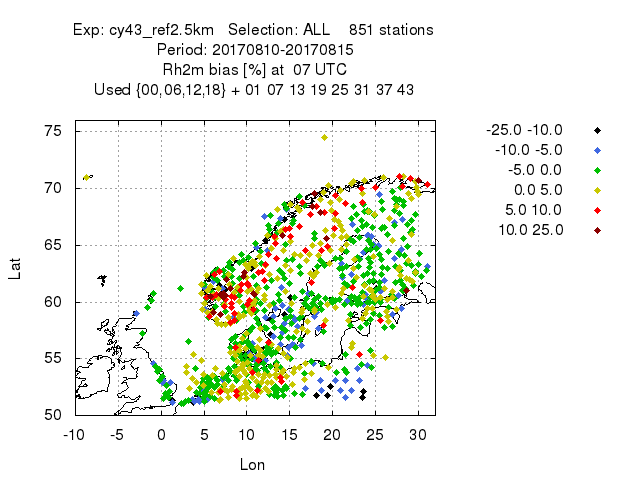 Exp: cy43_ref2.5km   Selection: ALL    851 stations
Period: 20170810-20170815
Rh2m bias [%] at  07 UTC
Used {00,06,12,18} + 01 07 13 19 25 31 37 43
-25.0 -10.0
-10.0 -5.0
-5.0 0.0
0.0 5.0
5.0 10.0
10.0 25.0
Lat
75
70
65
60
55
50
-10 -5 0 5 10 15 20 25 30
Lon